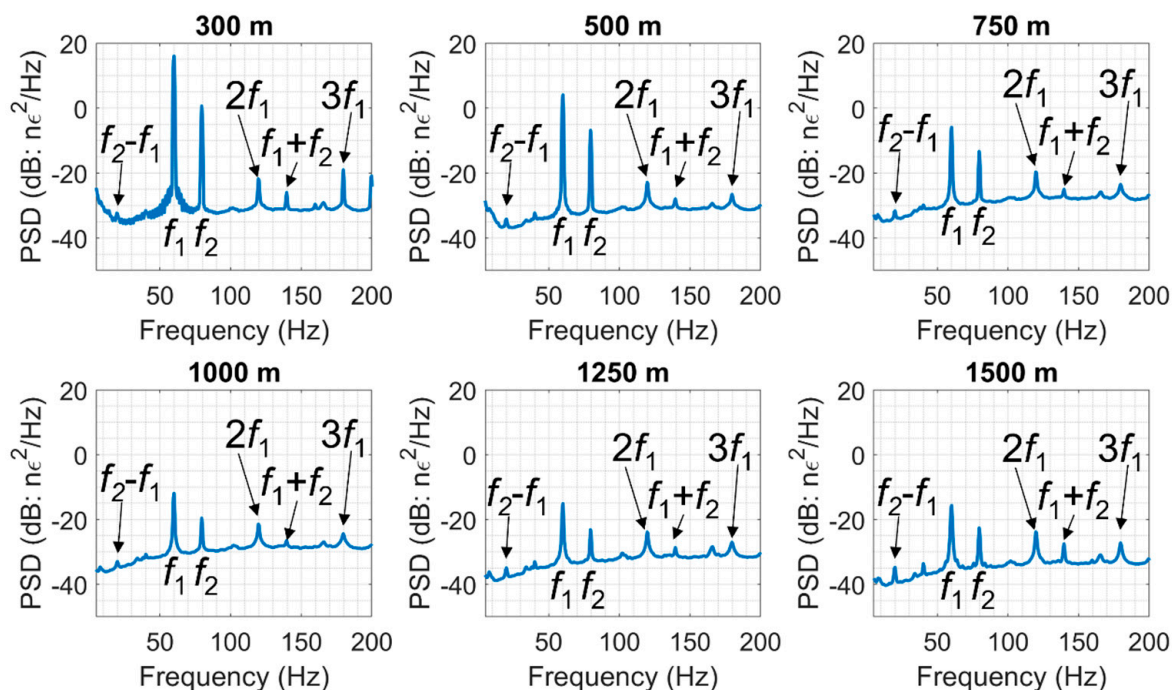 300 m
20
0
-20
-40
PSD (dB: nϵ²/Hz)
f₂-f₁
2f₁
f₁+f₂
3f₁
f₁ f₂
50 100 150 200
Frequency (Hz)
500 m
20
0
-20
-40
PSD (dB: nϵ²/Hz)
f₂-f₁
2f₁
f₁+f₂
3f₁
f₁ f₂
50 100 150 200
Frequency (Hz)
750 m
20
0
-20
-40
PSD (dB: nϵ²/Hz)
f₂-f₁
2f₁
f₁+f₂
3f₁
f₁ f₂
50 100 150 200
Frequency (Hz)
1000 m
20
0
-20
-40
PSD (dB: nϵ²/Hz)
f₂-f₁
2f₁
f₁+f₂
3f₁
f₁ f₂
50 100 150 200
Frequency (Hz)
1250 m
20
0
-20
-40
PSD (dB: nϵ²/Hz)
f₂-f₁
2f₁
f₁+f₂
3f₁
f₁ f₂
50 100 150 200
Frequency (Hz)
1500 m
20
0
-20
-40
PSD (dB: nϵ²/Hz)
f₂-f₁
2f₁
f₁+f₂
3f₁
f₁ f₂
50 100 150 200
Frequency (Hz)